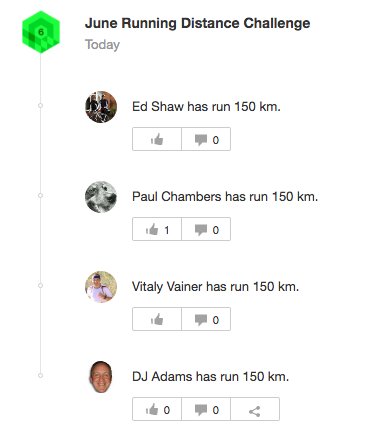 6
June Running Distance Challenge
Today
Ed Shaw has run 150 km.
0
Paul Chambers has run 150 km.
1 0
Vitaly Vainer has run 150 km.
0
DJ Adams has run 150 km.
0 0